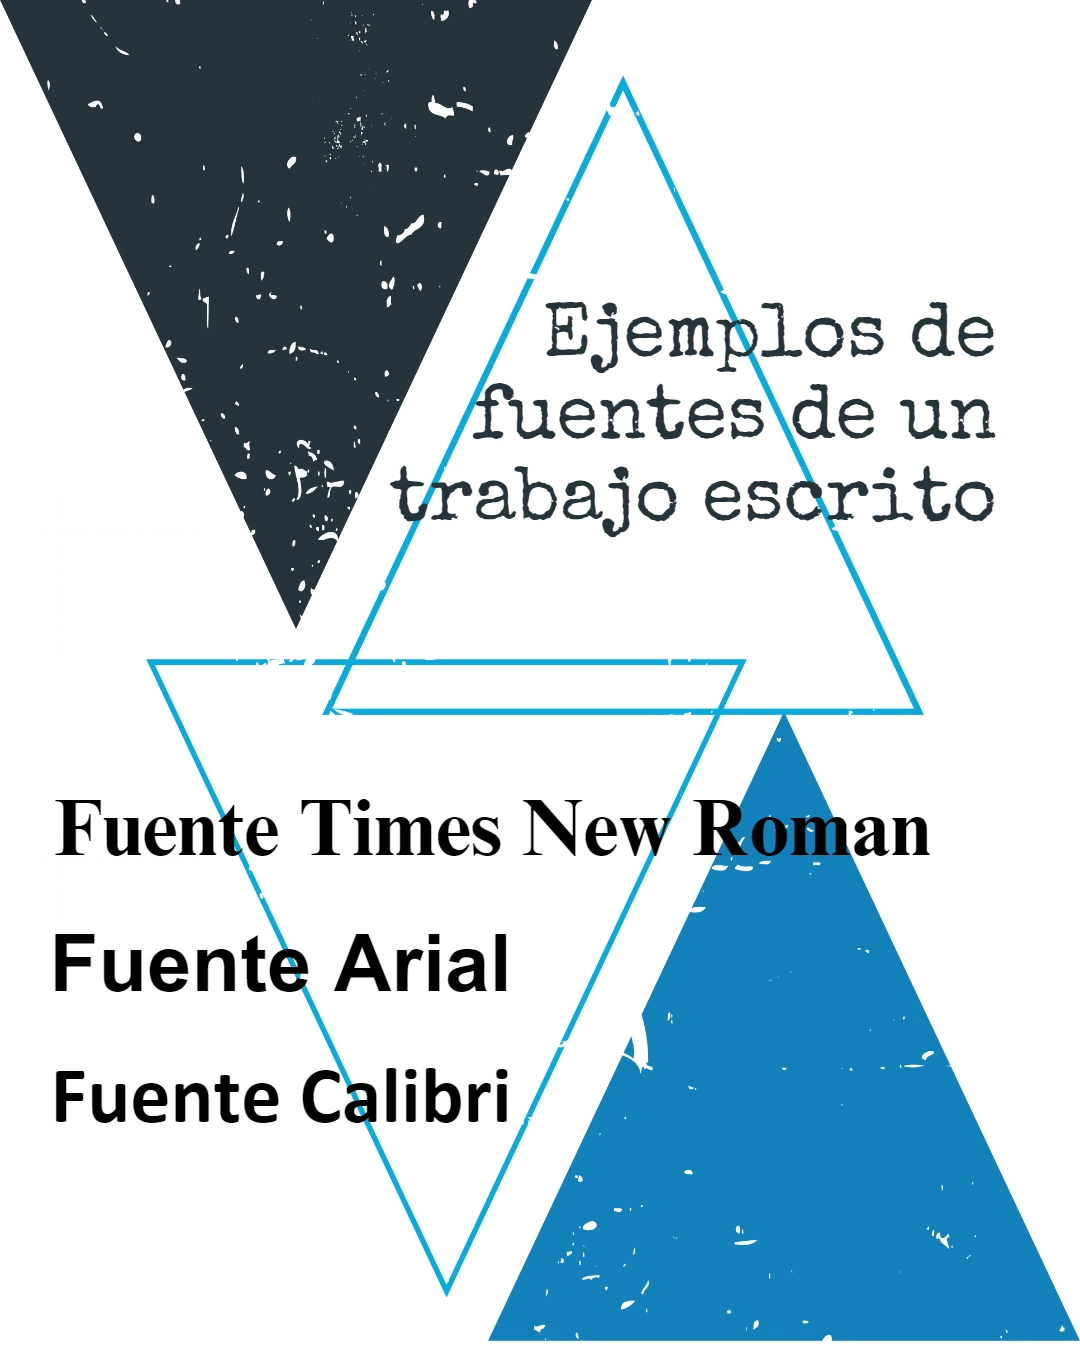 Ejemplos de
fuentes de un
trabajo escrito
Fuente Times New Roman
Fuente Arial
Fuente Calibri